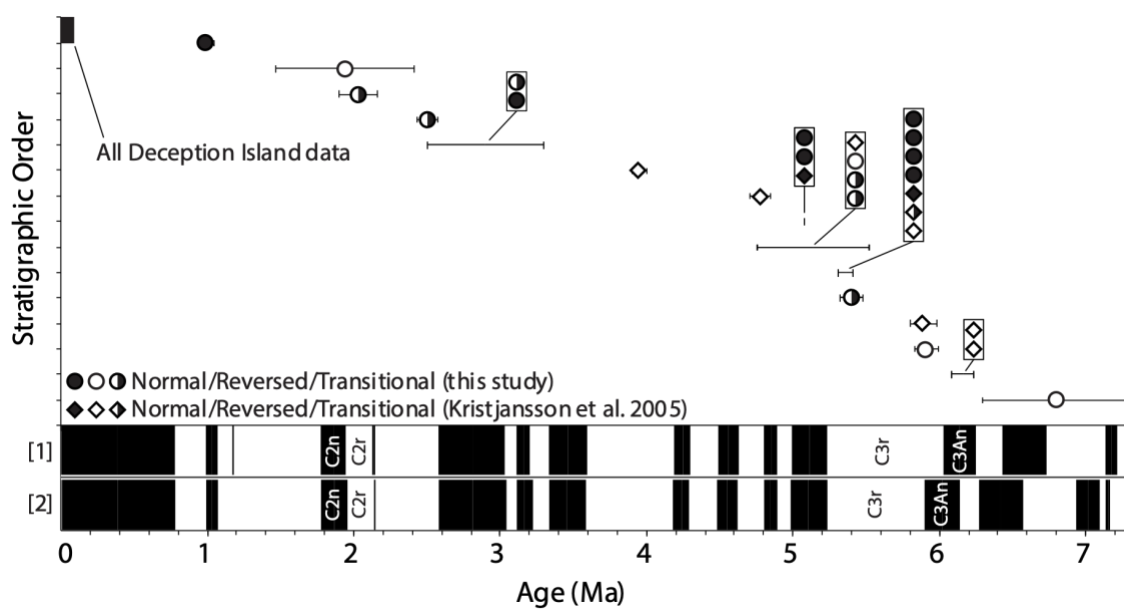 Stratigraphic Order
All Deception Island data
Normal/Reversed/Transitional (this study)
Normal/Reversed/Transitional (Kristjansson et al. 2005)
[1]
C2n
C2r
C3r
C3An
[2]
C2n
C2r
C3r
C3An
0 1 2 3 4 5 6 7
Age (Ma)